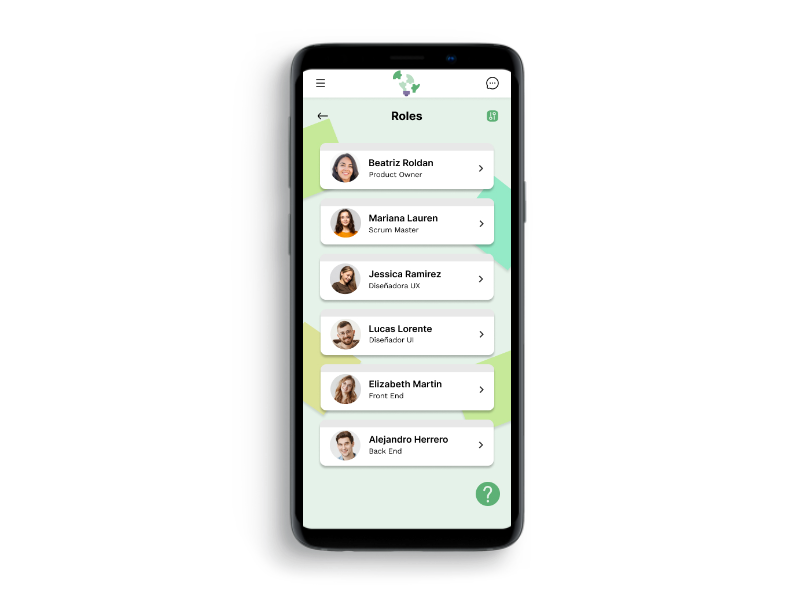 Roles
Beatriz Roldan
Product Owner
Mariana Lauren
Scrum Master
Jessica Ramirez
Diseñadora UX
Lucas Lorente
Diseñador UI
Elizabeth Martin
Front End
Alejandro Herrero
Back End
?